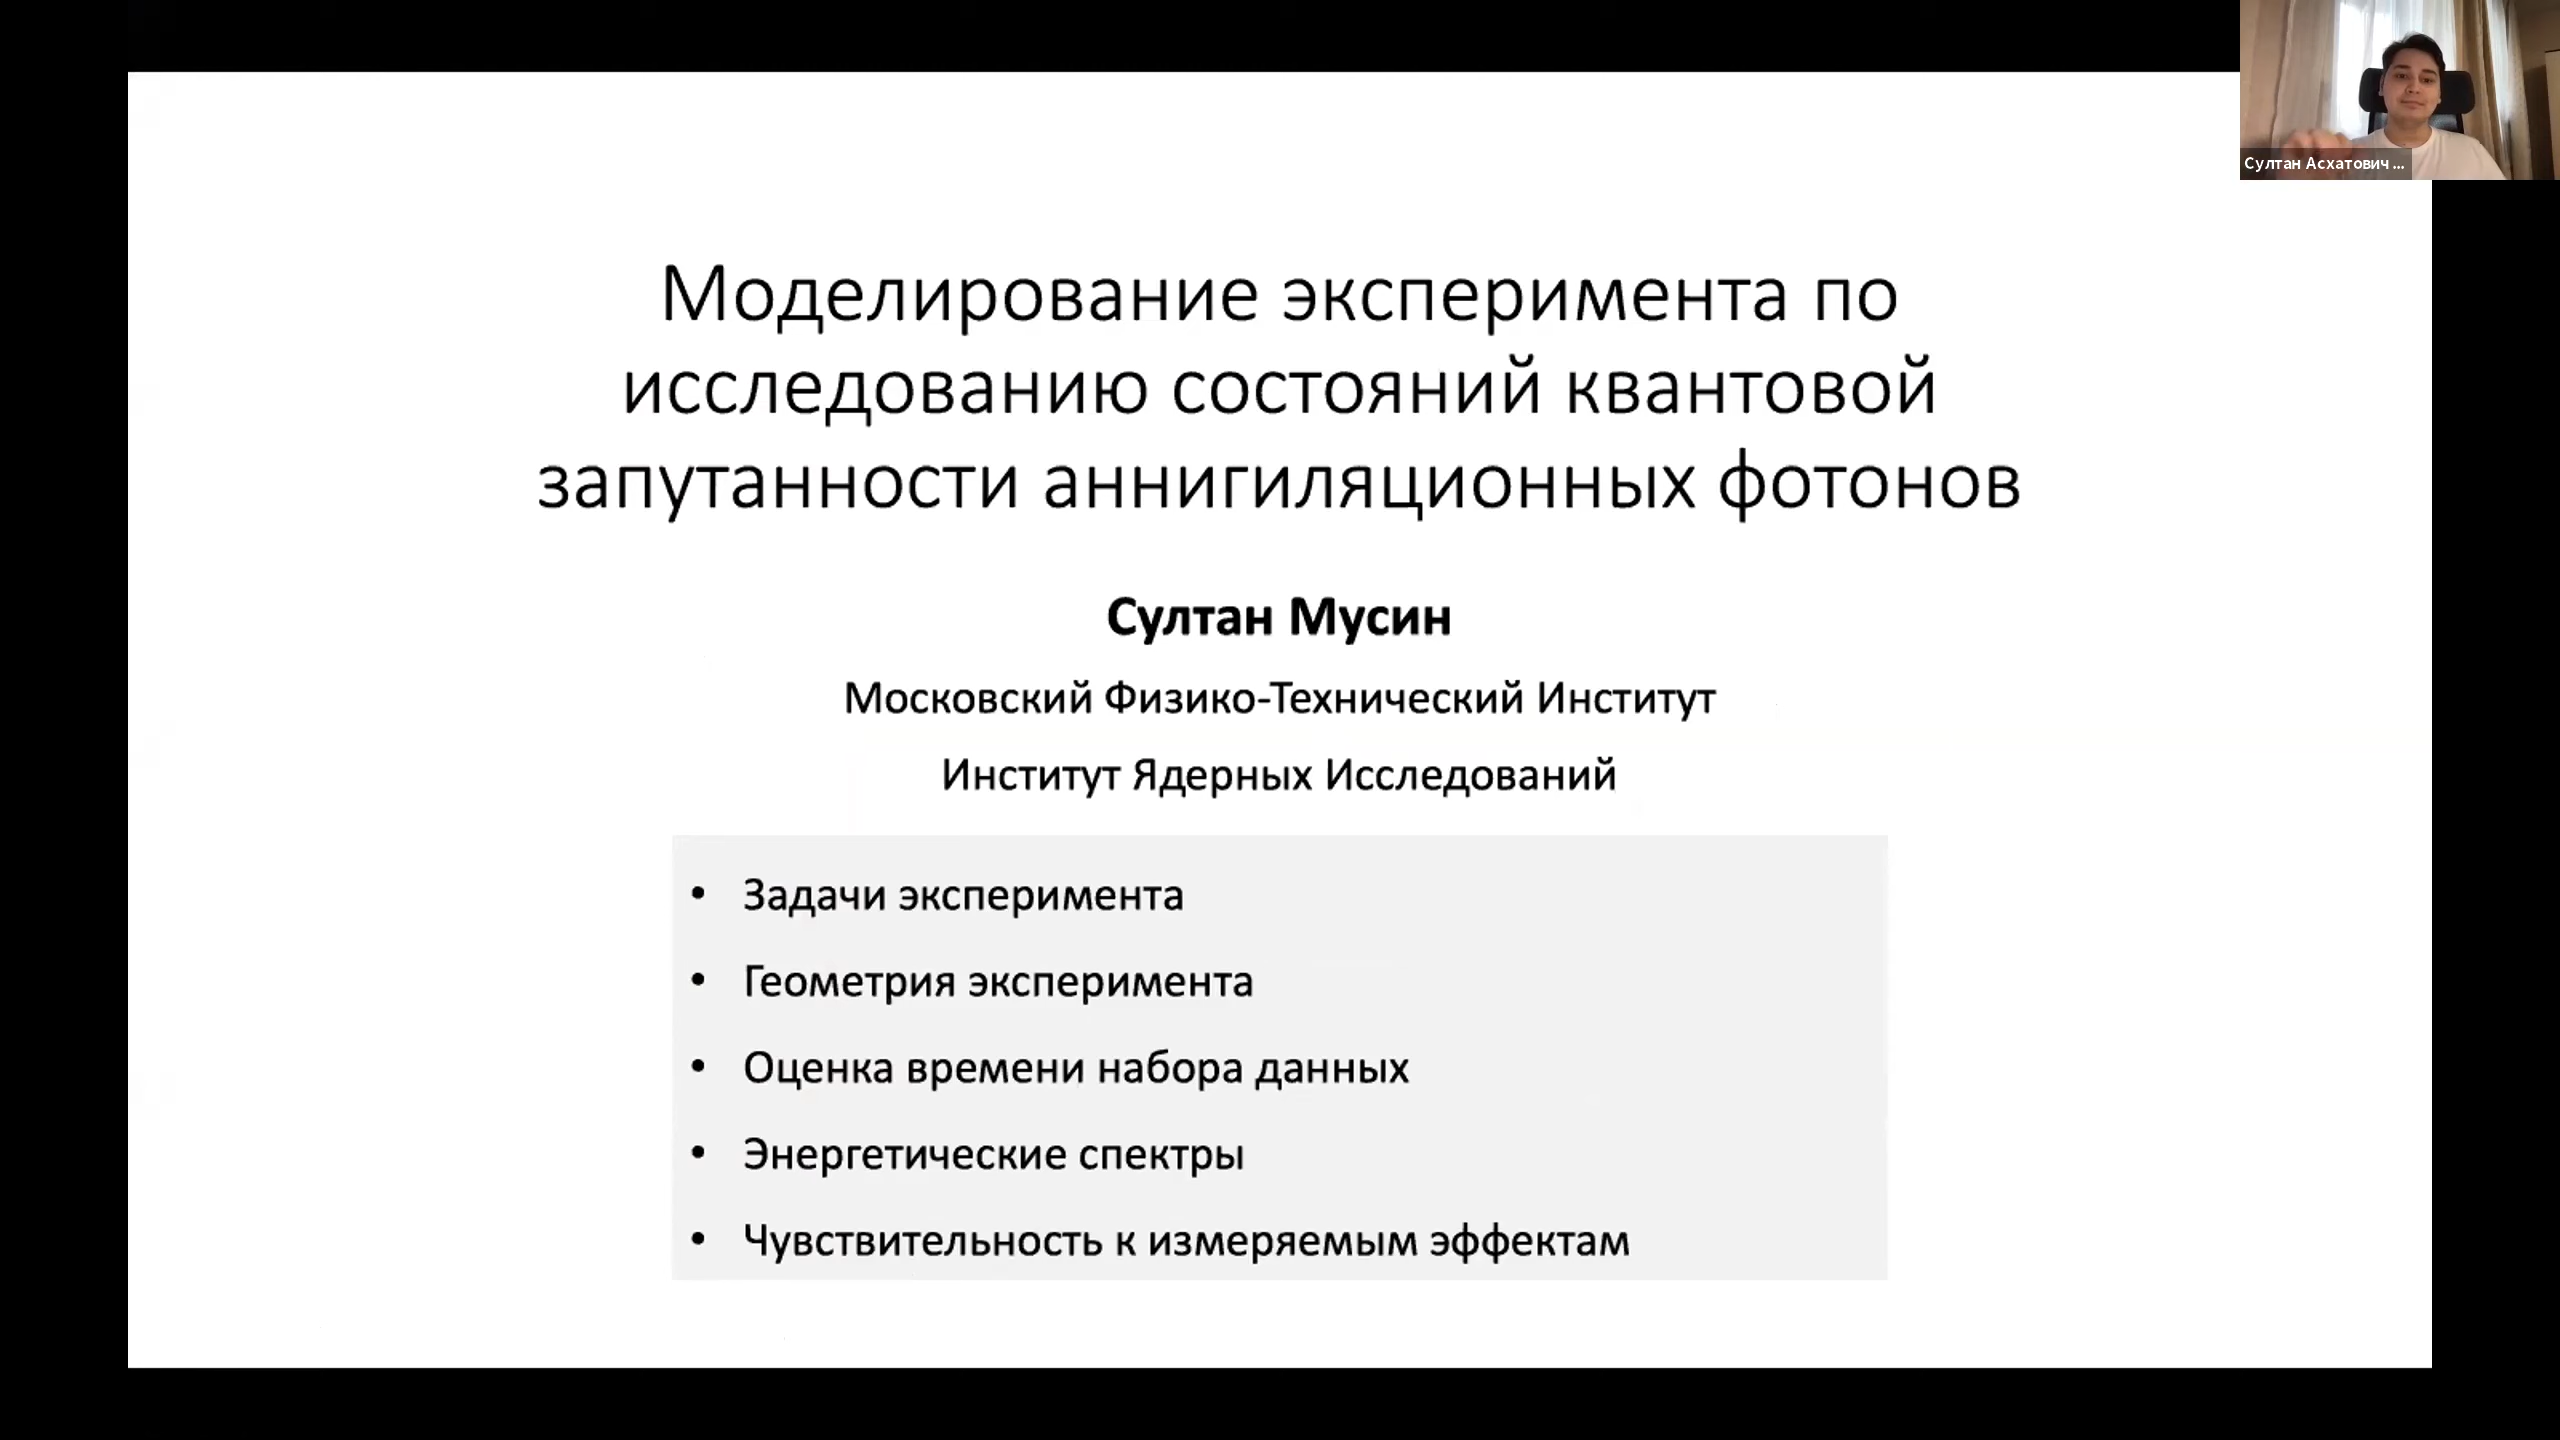 Султан Асхатович ...
Моделирование эксперимента по
исследованию состояний квантовой
запутанности аннигиляционных фотонов
Султан Мусин
Московский Физико-Технический Институт
Институт Ядерных Исследований
• Задачи эксперимента
• Геометрия эксперимента
• Оценка времени набора данных
• Энергетические спектры
• Чувствительность к измеряемым эффектам